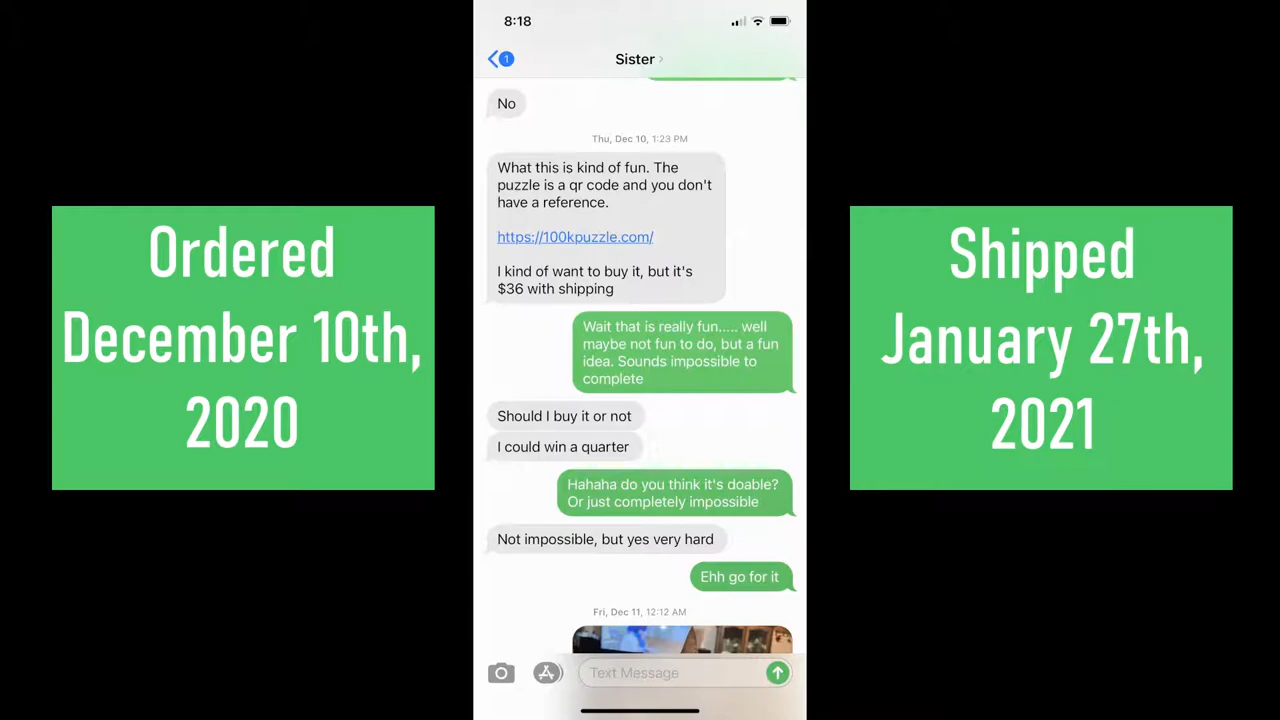 8:18
1
Sister
No
Thu, Dec 10, 1:23 PM
What this is kind of fun. The
puzzle is a qr code and you don't
have a reference.
https://100kpuzzle.com/
I kind of want to buy it, but it's
$36 with shipping
Wait that is really fun..... well
maybe not fun to do, but a fun
idea. Sounds impossible to
complete
Should I buy it or not
I could win a quarter
Hahaha do you think it's doable?
Or just completely impossible
Not impossible, but yes very hard
Ehh go for it
Fri, Dec 11, 12:12 AM
Text Message
Ordered
December 10th,
2020
Shipped
January 27th,
2021